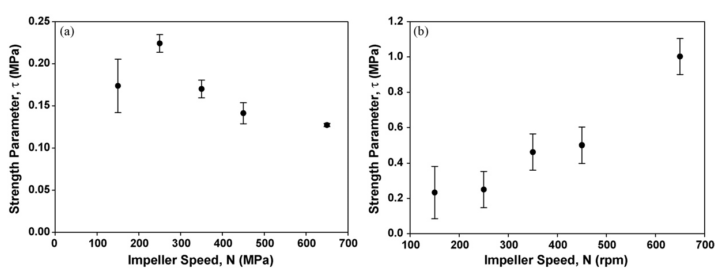 (a)
Strength Parameter, τ (MPa)
0.25
0.20
0.15
0.10
0.05
0.00
0 100 200 300 400 500 600 700
Impeller Speed, N (MPa)
(b)
Strength Parameter, τ (MPa)
1.2
1.0
0.8
0.6
0.4
0.2
0.0
100 200 300 400 500 600 700
Impeller Speed, N (rpm)